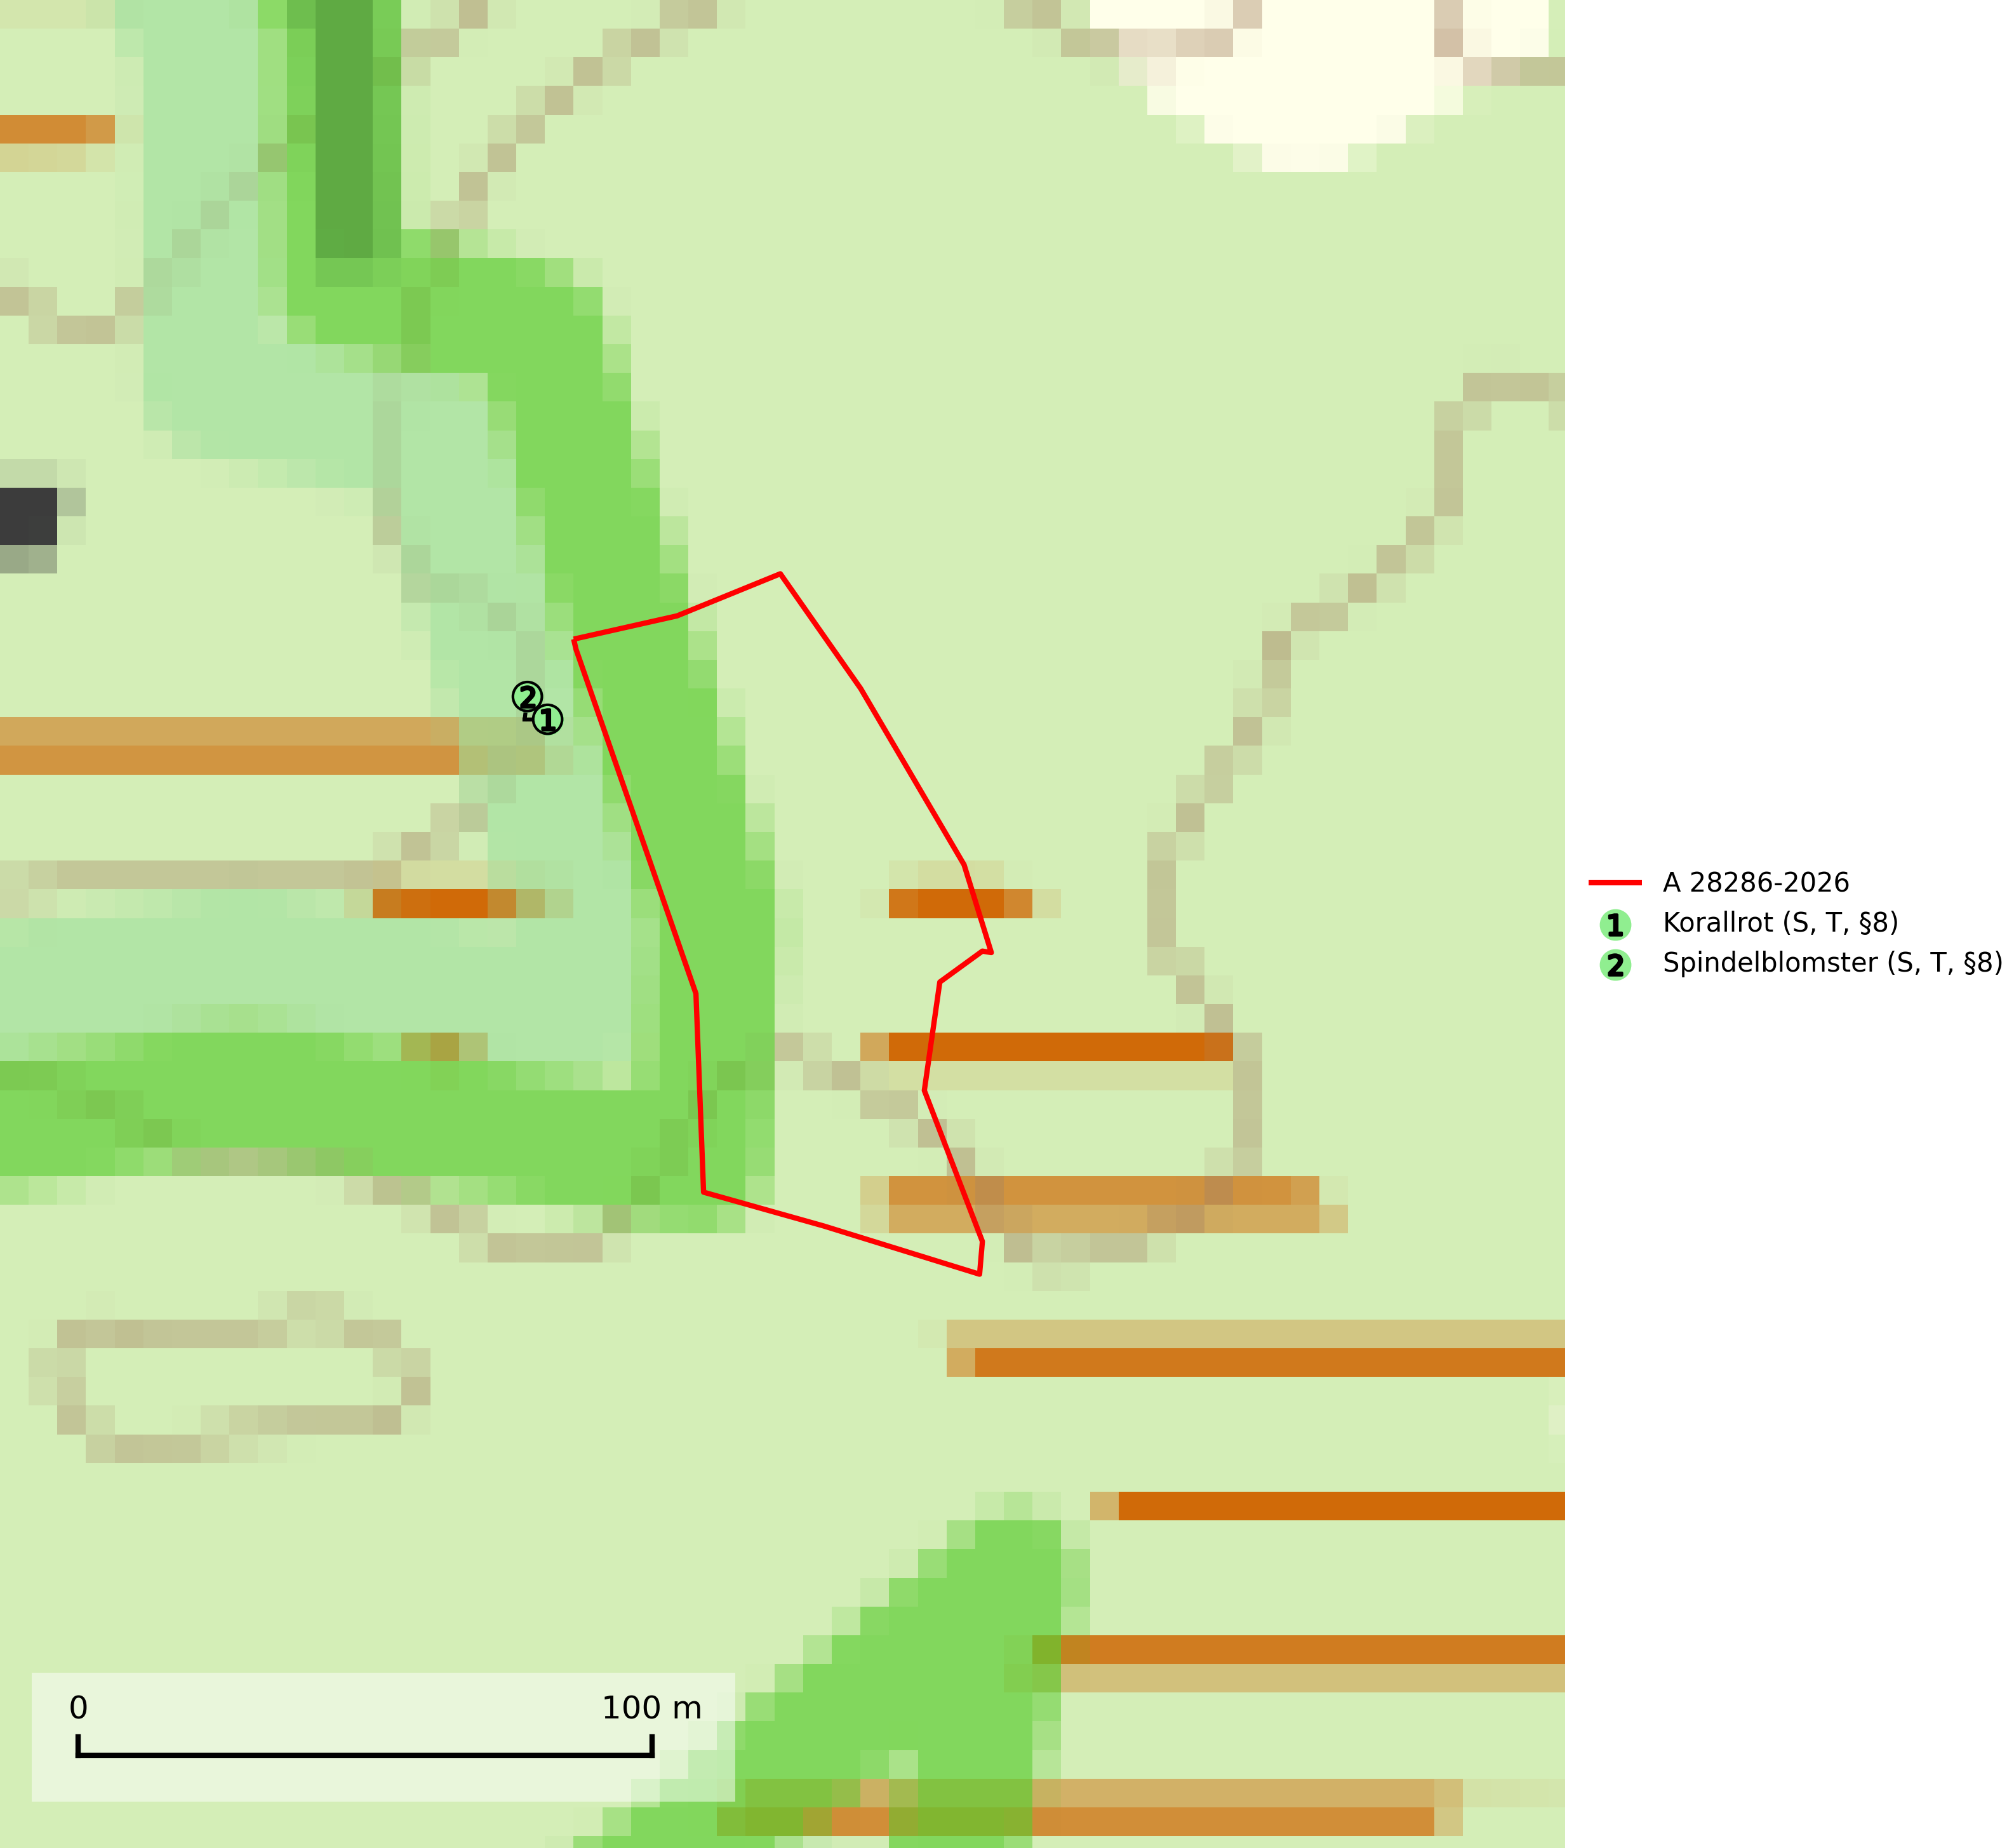 2
1
A 28286-2026
1 Korallrot (S, T, §8)
2 Spindelblomster (S, T, §8)
0 100 m